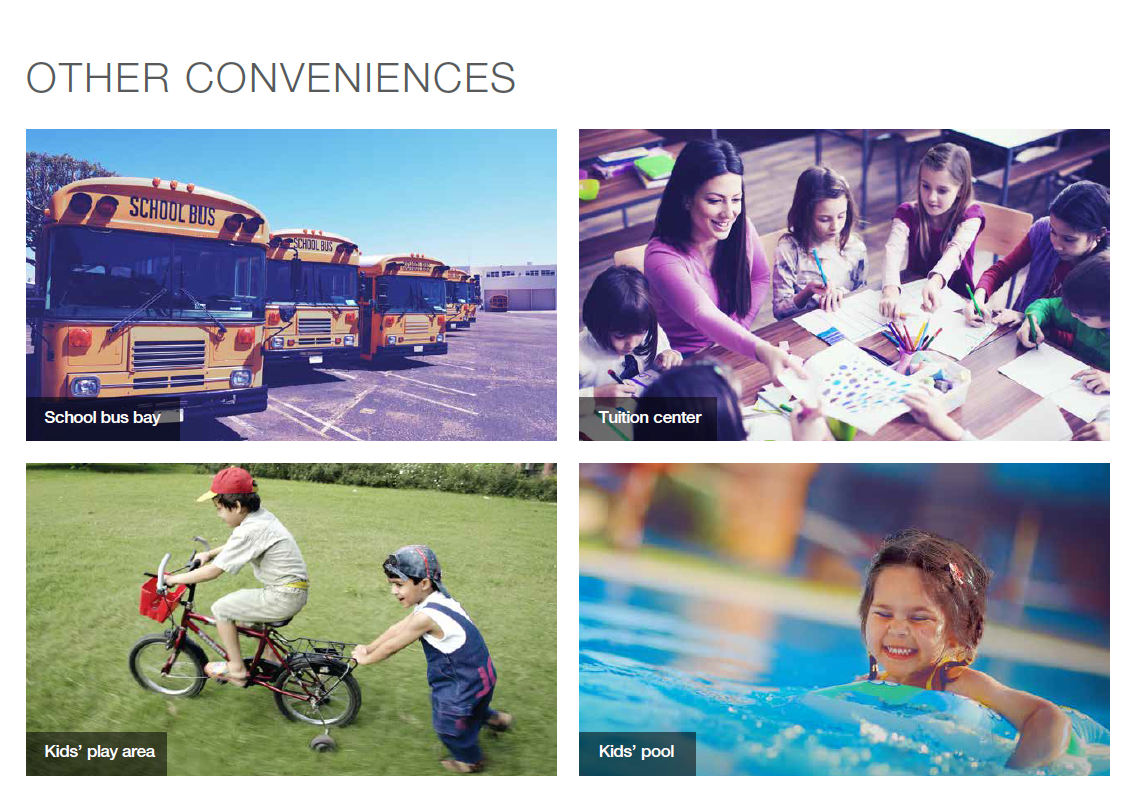 OTHER CONVENIENCES
SCHOOL BUS
SCHOOL BUS
School bus bay
Tuition center
Kids’ play area
Kids’ pool